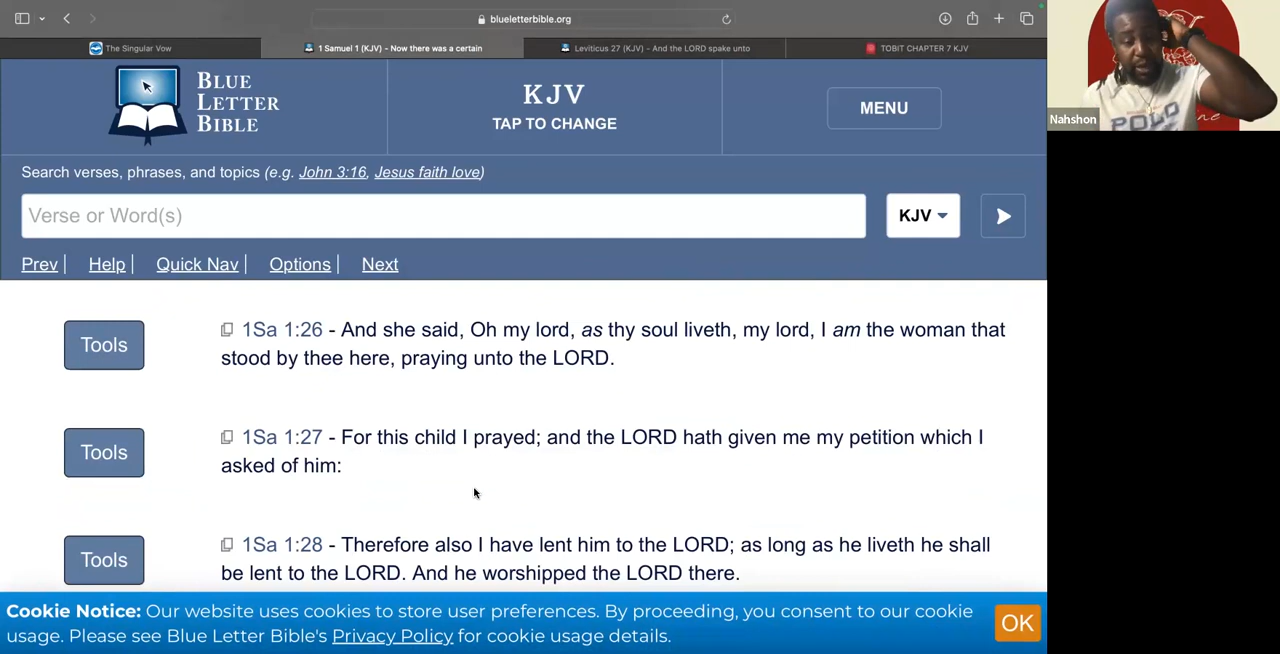 blueletterbible.org
The Singular Vow
1 Samuel 1 (KJV) - Now there was a certain
Leviticus 27 (KJV) - And the LORD spake unto
TOBIT CHAPTER 7 KJV
BLUE
LETTER
BIBLE
KJV
TAP TO CHANGE
MENU
Nahshon
POLO
Search verses, phrases, and topics (e.g. John 3:16, Jesus faith love)
Verse or Word(s)
KJV
Prev | Help | Quick Nav | Options | Next
Tools
1Sa 1:26 - And she said, Oh my lord, as thy soul liveth, my lord, I am the woman that
stood by thee here, praying unto the LORD.
Tools
1Sa 1:27 - For this child I prayed; and the LORD hath given me my petition which I
asked of him:
Tools
1Sa 1:28 - Therefore also I have lent him to the LORD; as long as he liveth he shall
be lent to the LORD. And he worshipped the LORD there.
Cookie Notice: Our website uses cookies to store user preferences. By proceeding, you consent to our cookie
usage. Please see Blue Letter Bible's Privacy Policy for cookie usage details.
OK